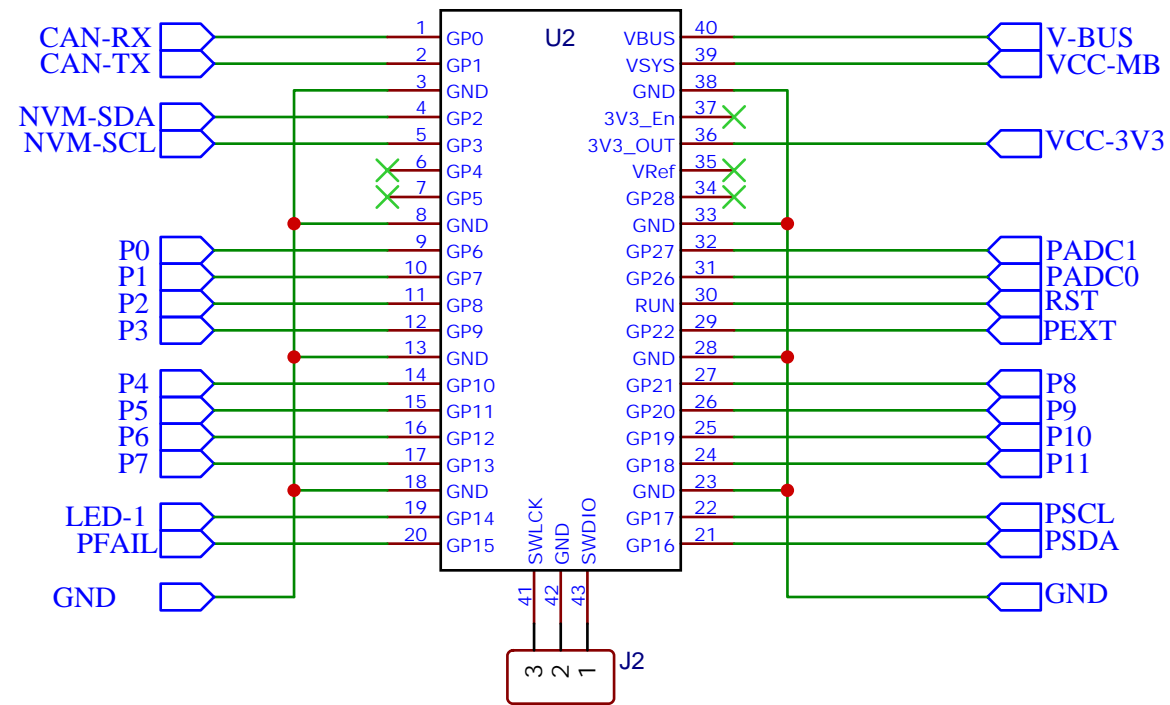 U2
CAN-RX 1 GP0 VBUS 40 V-BUS
CAN-TX 2 GP1 VSYS 39 VCC-MB
3 GND GND 38
NVM-SDA 4 GP2 3V3_En 37
NVM-SCL 5 GP3 3V3_OUT 36 VCC-3V3
6 GP4 VRef 35
7 GP5 GP28 34
8 GND GND 33
P0 9 GP6 GP27 32 PADC1
P1 10 GP7 GP26 31 PADC0
P2 11 GP8 RUN 30 RST
P3 12 GP9 GP22 29 PEXT
13 GND GND 28
P4 14 GP10 GP21 27 P8
P5 15 GP11 GP20 26 P9
P6 16 GP12 GP19 25 P10
P7 17 GP13 GP18 24 P11
18 GND GND 23
LED-1 19 GP14 GP17 22 PSCL
PFAIL 20 GP15 GP16 21 PSDA
SWLCK GND SWDIO
GND 41 42 43 GND
3 2 1 J2